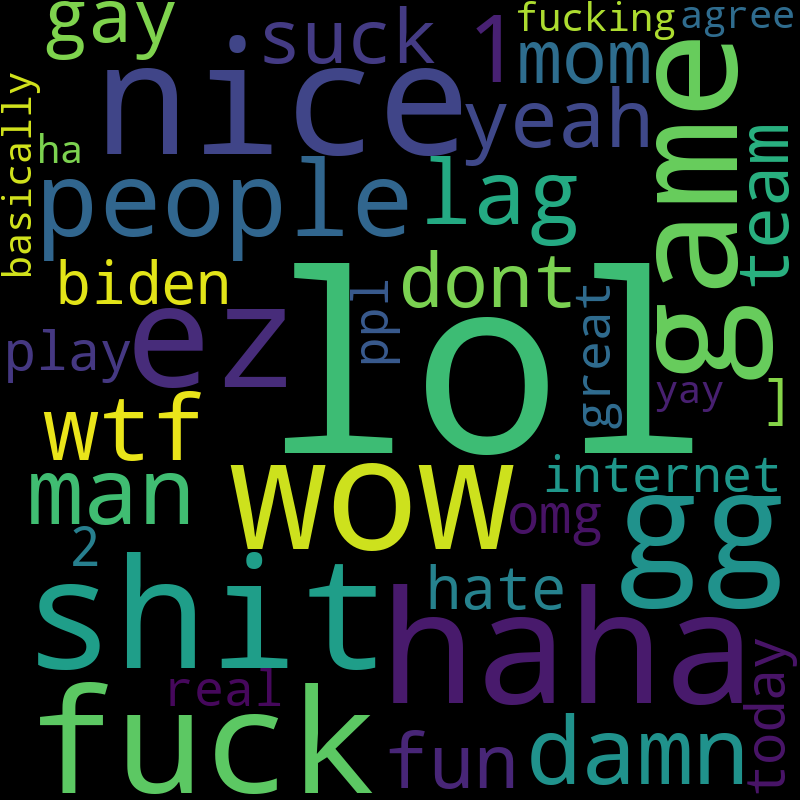 gay
suck
1
fucking
agree
nice
mom
yeah
game
basically
ha
people
lag
team
biden
dont
lol
ez
ppl
great
play
yay
]
wtf
man
wow
internet
omg
gg
2
shit
hate
haha
real
fuck
fun
damn
today